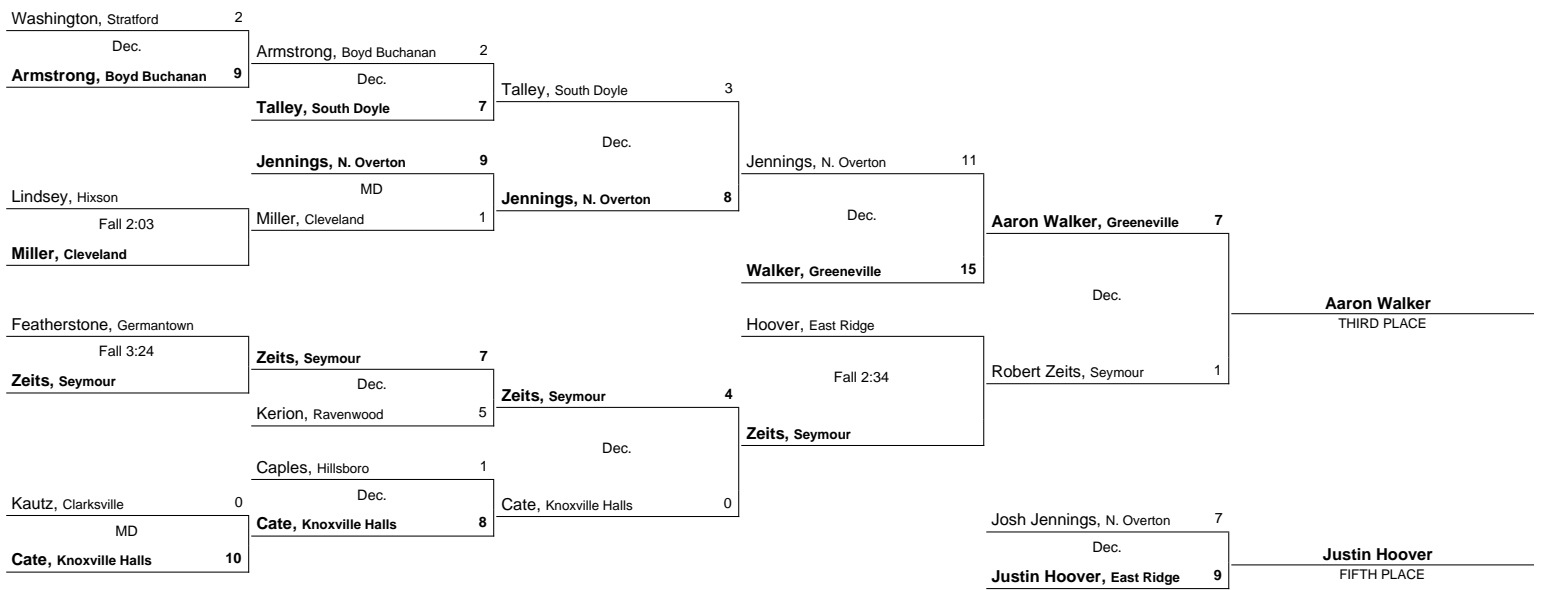 Washington, Stratford 2
Dec.
Armstrong, Boyd Buchanan 9
Lindsey, Hixson
Fall 2:03
Miller, Cleveland
Featherstone, Germantown
Fall 3:24
Zeits, Seymour
Kautz, Clarksville 0
MD
Cate, Knoxville Halls 10
Armstrong, Boyd Buchanan 2
Dec.
Talley, South Doyle 7
Jennings, N. Overton 9
MD
Miller, Cleveland 1
Zeits, Seymour 7
Dec.
Kerion, Ravenwood 5
Caples, Hillsboro 1
Dec.
Cate, Knoxville Halls 8
Talley, South Doyle 3
Dec.
Jennings, N. Overton 8
Zeits, Seymour 4
Dec.
Cate, Knoxville Halls 0
Jennings, N. Overton 11
Dec.
Walker, Greeneville 15
Hoover, East Ridge
Fall 2:34
Zeits, Seymour
Aaron Walker, Greeneville 7
Dec.
Robert Zeits, Seymour 1
Josh Jennings, N. Overton 7
Dec.
Justin Hoover, East Ridge 9
Aaron Walker
THIRD PLACE
Justin Hoover
FIFTH PLACE